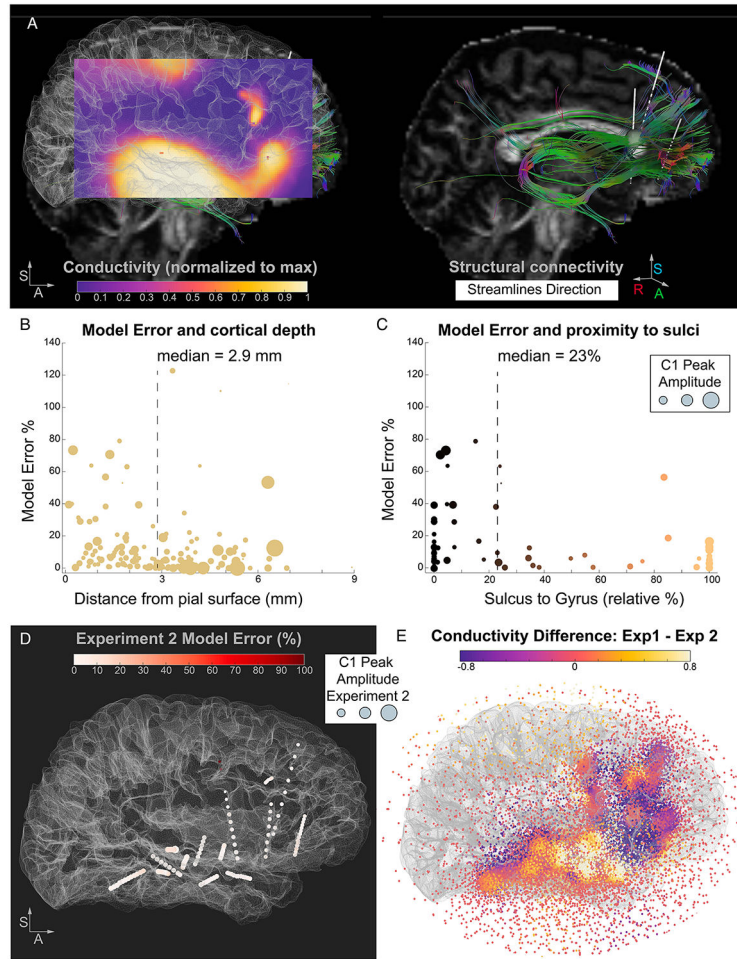 A
S
A
Conductivity (normalized to max)
0 0.1 0.2 0.3 0.4 0.5 0.6 0.7 0.8 0.9 1
Structural connectivity
Streamlines Direction
S
R
A
B
Model Error and cortical depth
median = 2.9 mm
Model Error %
140
120
100
80
60
40
20
0
0 3 6 9
Distance from pial surface (mm)
C
Model Error and proximity to sulci
median = 23%
C1 Peak
Amplitude
Model Error %
140
120
100
80
60
40
20
0
0 20 40 60 80 100
Sulcus to Gyrus (relative %)
D
Experiment 2 Model Error (%)
0 10 20 30 40 50 60 70 80 90 100
C1 Peak
Amplitude
Experiment 2
S
A
E
Conductivity Difference: Exp1 - Exp 2
-0.8 0 0.8